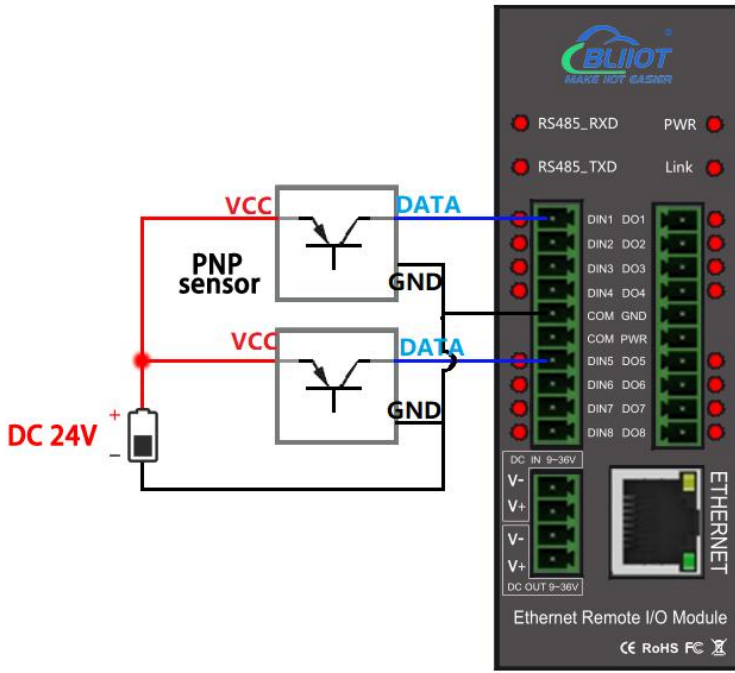 BLIIOT
®
MAKE IIOT EASIER
RS485_RXD PWR
RS485_TXD Link
VCC DATA
DIN1 DO1
DIN2 DO2
PNP
sensor
DIN3 DO3
GND
DIN4 DO4
COM GND
COM PWR
VCC DATA
DIN5 DO5
DIN6 DO6
GND
DIN7 DO7
+
DC 24V
−
DIN8 DO8
DC IN 9-36V
V-
V+
V-
V+
DC OUT 9-36V
ETHERNET
Ethernet Remote I/O Module
CE RoHS FC